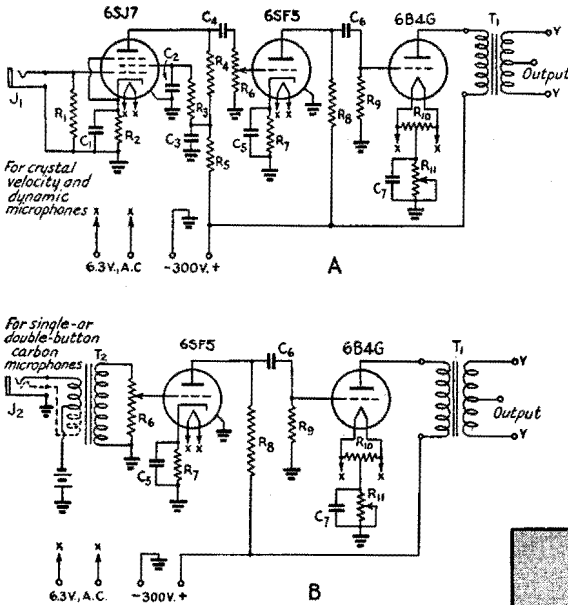 6SJ7
6SF5
6B4G
C4
C6
T1
Y
C2
R4
R6
Output
J1
R1
R3
R8
R9
R10
Y
C1
R2
C3
R5
C5
R7
X
X
C7
R11
For crystal
velocity and
dynamic
microphones
X
X
6.3V., A.C.
-300V.+
A
For single-or
double-button
carbon
microphones
6SF5
6B4G
T2
C6
T1
Y
J2
R6
R8
R9
R10
Output
Y
X
X
C5
R7
X
X
C7
R11
X
X
6.3V., A.C.
-300V.+
B